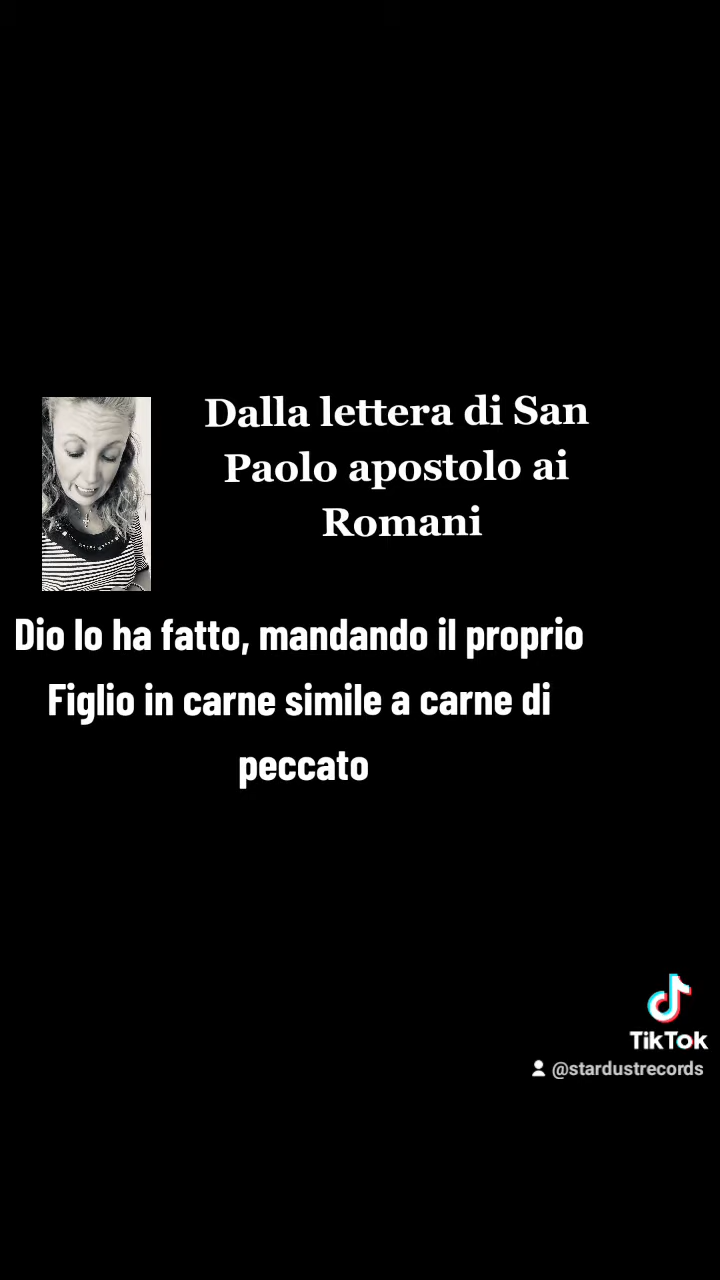 Dalla lettera di San
Paolo apostolo ai
Romani
Dio lo ha fatto, mandando il proprio
Figlio in carne simile a carne di
peccato
TikTok
@stardustrecords